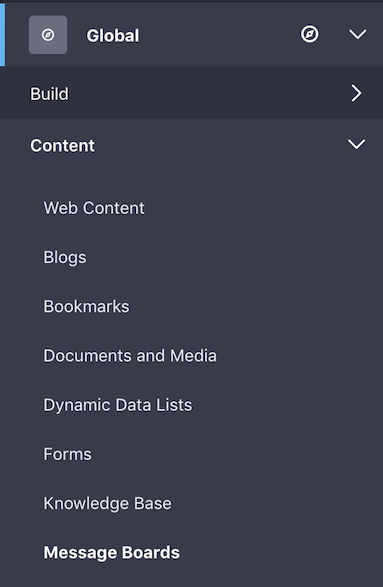 Global
Build
Content
Web Content
Blogs
Bookmarks
Documents and Media
Dynamic Data Lists
Forms
Knowledge Base
Message Boards